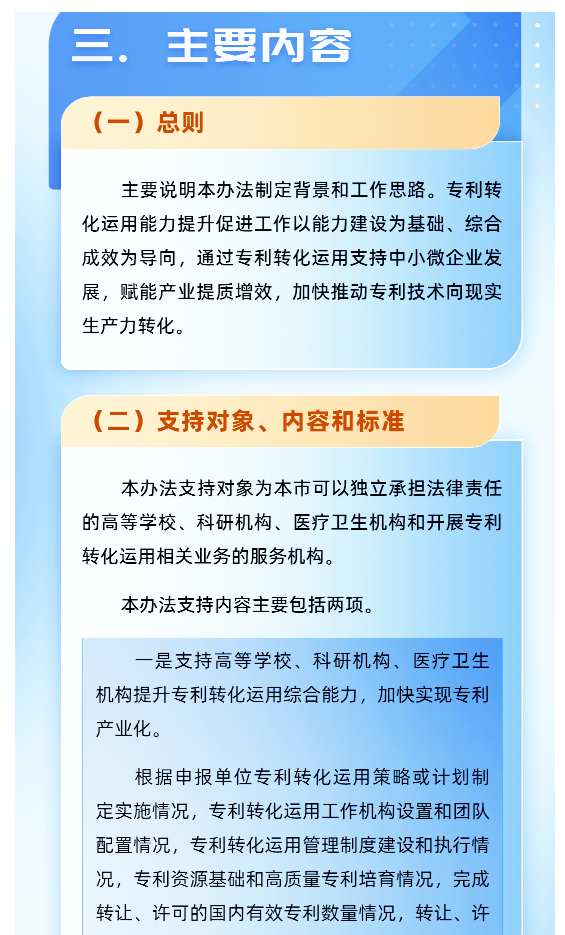 三. 主要内容
（一）总则
主要说明本办法制定背景和工作思路。专利转
化运用能力提升促进工作以能力建设为基础、综合
成效为导向，通过专利转化运用支持中小微企业发
展，赋能产业提质增效，加快推动专利技术向现实
生产力转化。
（二）支持对象、内容和标准
本办法支持对象为本市可以独立承担法律责任
的高等学校、科研机构、医疗卫生机构和开展专利
转化运用相关业务的服务机构。
本办法支持内容主要包括两项。
一是支持高等学校、科研机构、医疗卫生
机构提升专利转化运用综合能力，加快实现专利
产业化。
根据申报单位专利转化运用策略或计划制
定实施情况，专利转化运用工作机构设置和团队
配置情况，专利转化运用管理制度建设和执行情
况，专利资源基础和高质量专利培育情况，完成
转让、许可的国内有效专利数量情况，转让、许